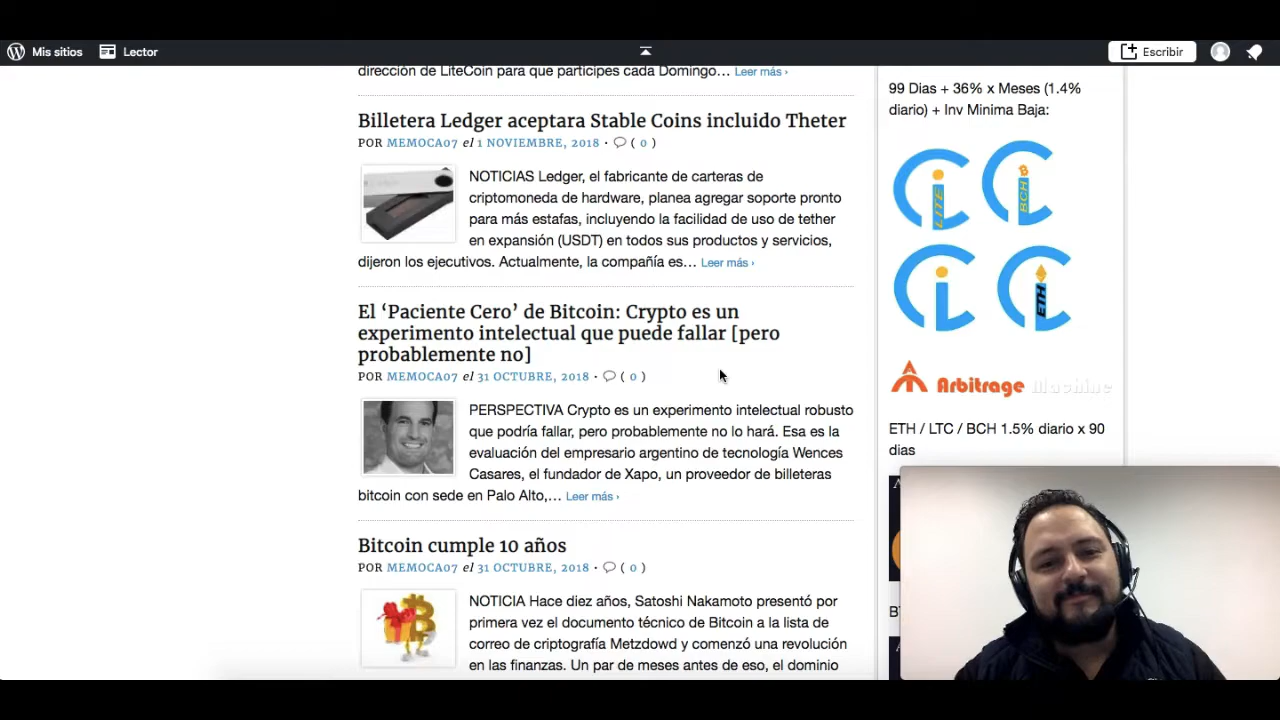 Mis sitios
Lector
Escribir
dirección de LiteCoin para que participes cada Domingo… Leer más ›
Billetera Ledger aceptara Stable Coins incluido Theter
POR MEMOCA07 el 1 NOVIEMBRE, 2018 • ( 0 )
NOTICIAS Ledger, el fabricante de carteras de
criptomoneda de hardware, planea agregar soporte pronto
para más estafas, incluyendo la facilidad de uso de tether
en expansión (USDT) en todos sus productos y servicios,
dijeron los ejecutivos. Actualmente, la compañía es… Leer más ›
El ‘Paciente Cero’ de Bitcoin: Crypto es un
experimento intelectual que puede fallar [pero
probablemente no]
POR MEMOCA07 el 31 OCTUBRE, 2018 • ( 0 )
PERSPECTIVA Crypto es un experimento intelectual robusto
que podría fallar, pero probablemente no lo hará. Esa es la
evaluación del empresario argentino de tecnología Wences
Casares, el fundador de Xapo, un proveedor de billeteras
bitcoin con sede en Palo Alto,… Leer más ›
Bitcoin cumple 10 años
POR MEMOCA07 el 31 OCTUBRE, 2018 • ( 0 )
NOTICIA Hace diez años, Satoshi Nakamoto presentó por
primera vez el documento técnico de Bitcoin a la lista de
correo de criptografía Metzdowd y comenzó una revolución
en las finanzas. Un par de meses antes de eso, el dominio
99 Dias + 36% x Meses (1.4%
diario) + Inv Minima Baja:
LITE
BCH
ETH
Arbitrage Machine
ETH / LTC / BCH 1.5% diario x 90
dias